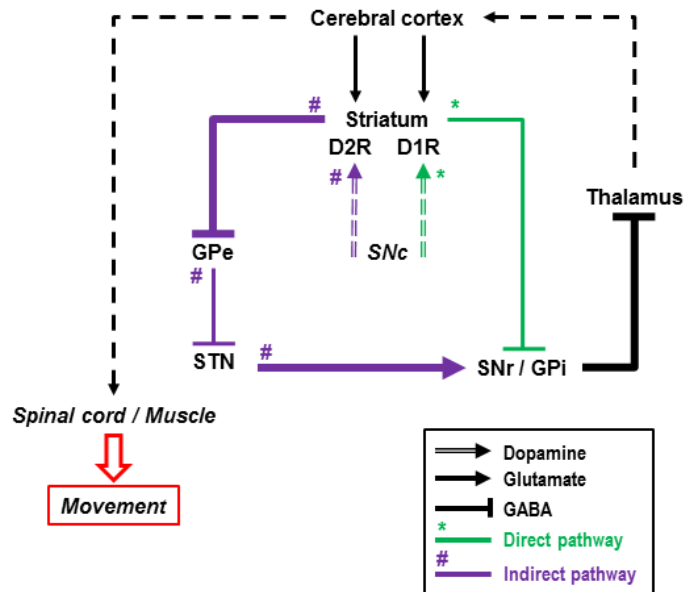 Cerebral cortex
# Striatum *
D2R D1R
# *
Thalamus
GPe SNc
#
STN # SNr / GPi
Spinal cord / Muscle
Movement
Dopamine
Glutamate
GABA
* Direct pathway
# Indirect pathway